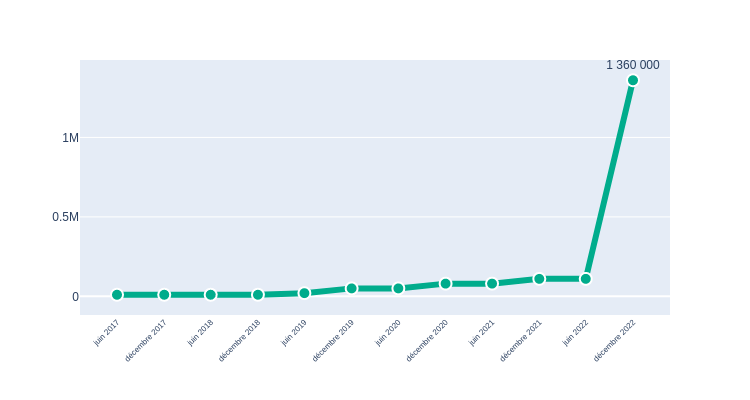 1 360 000
1M
0.5M
0
juin 2017
décembre 2017
juin 2018
décembre 2018
juin 2019
décembre 2019
juin 2020
décembre 2020
juin 2021
décembre 2021
juin 2022
décembre 2022